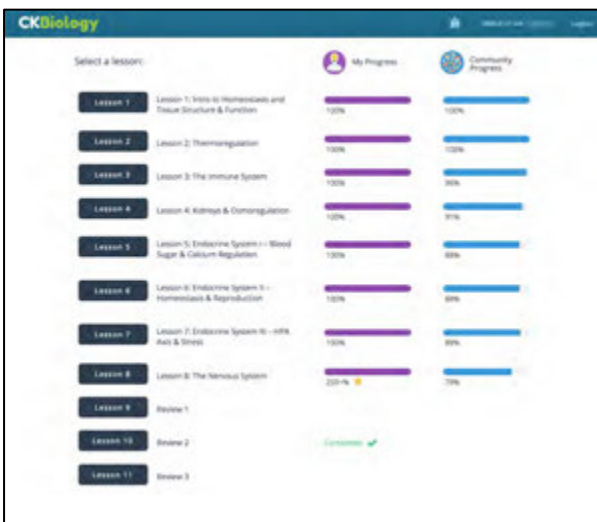 CKBiology
Logout
Select a lesson:
My Progress
Community
Progress
Lesson 1
Lesson 1: Intro to Homeostasis and
Tissue Structure & Function
100%
100%
Lesson 2
Lesson 2: Thermoregulation
100%
100%
Lesson 3
Lesson 3: The Immune System
100%
96%
Lesson 4
Lesson 4: Kidneys & Osmoregulation
100%
91%
Lesson 5
Lesson 5: Endocrine System I – Blood
Sugar & Calcium Regulation
100%
Lesson 6
Lesson 6: Endocrine System II –
Homeostasis & Reproduction
100%
Lesson 7
Lesson 7: Endocrine System III – HPA
Axis & Stress
100%
Lesson 8
Lesson 8: The Nervous System
79%
Lesson 9
Review 1
Lesson 10
Review 2
Completed
Lesson 11
Review 3